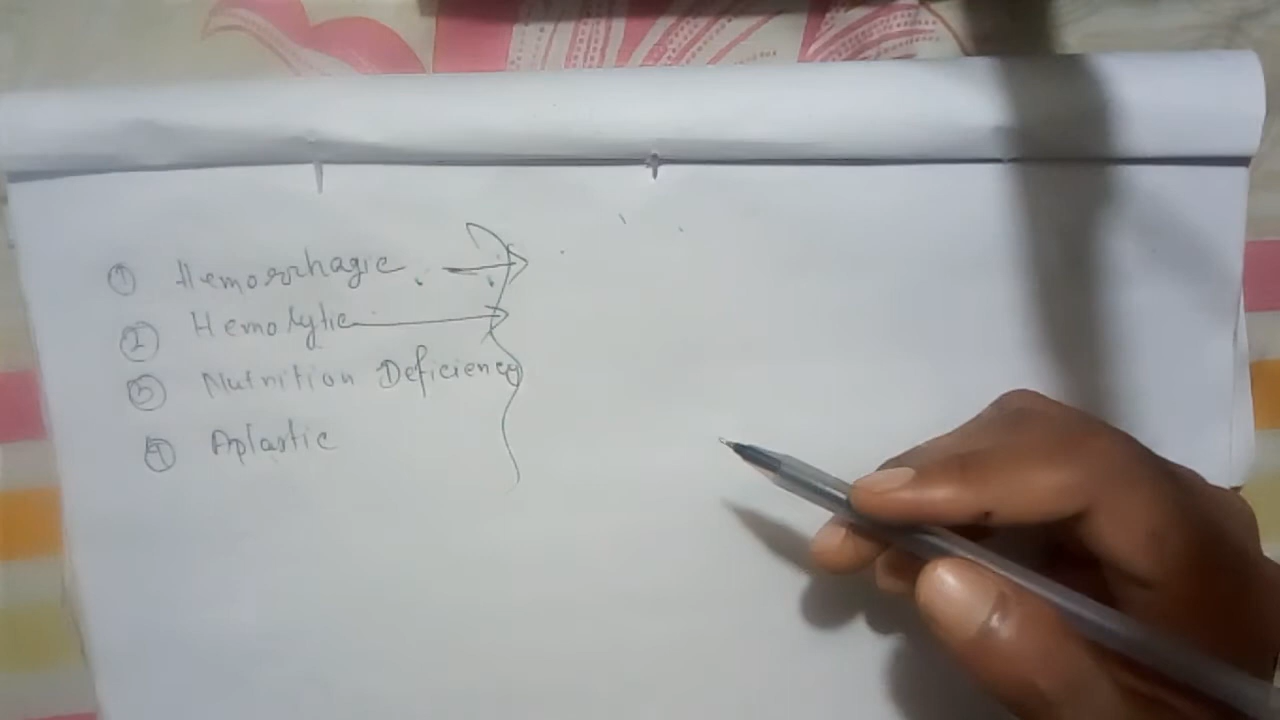 ① Hemorrhagic
② Hemolytic
③ Nutrition Deficiency
④ Aplastic